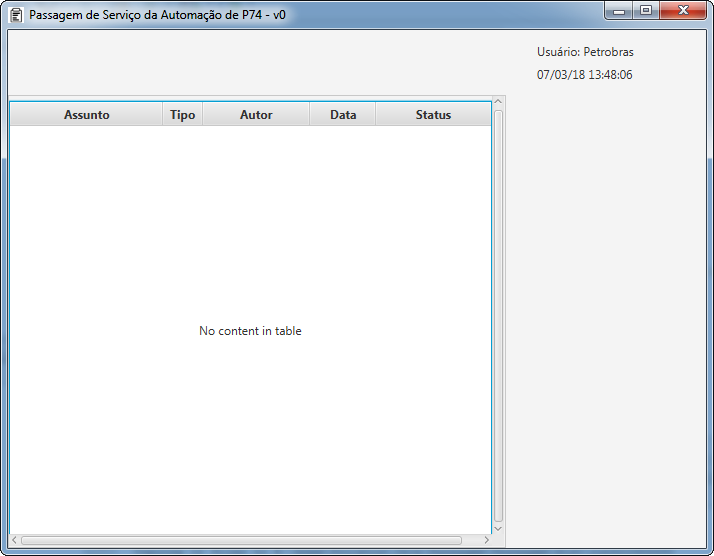 Passagem de Serviço da Automação de P74 - v0
Usuário: Petrobras
07/03/18 13:48:06
Assunto Tipo Autor Data Status
No content in table